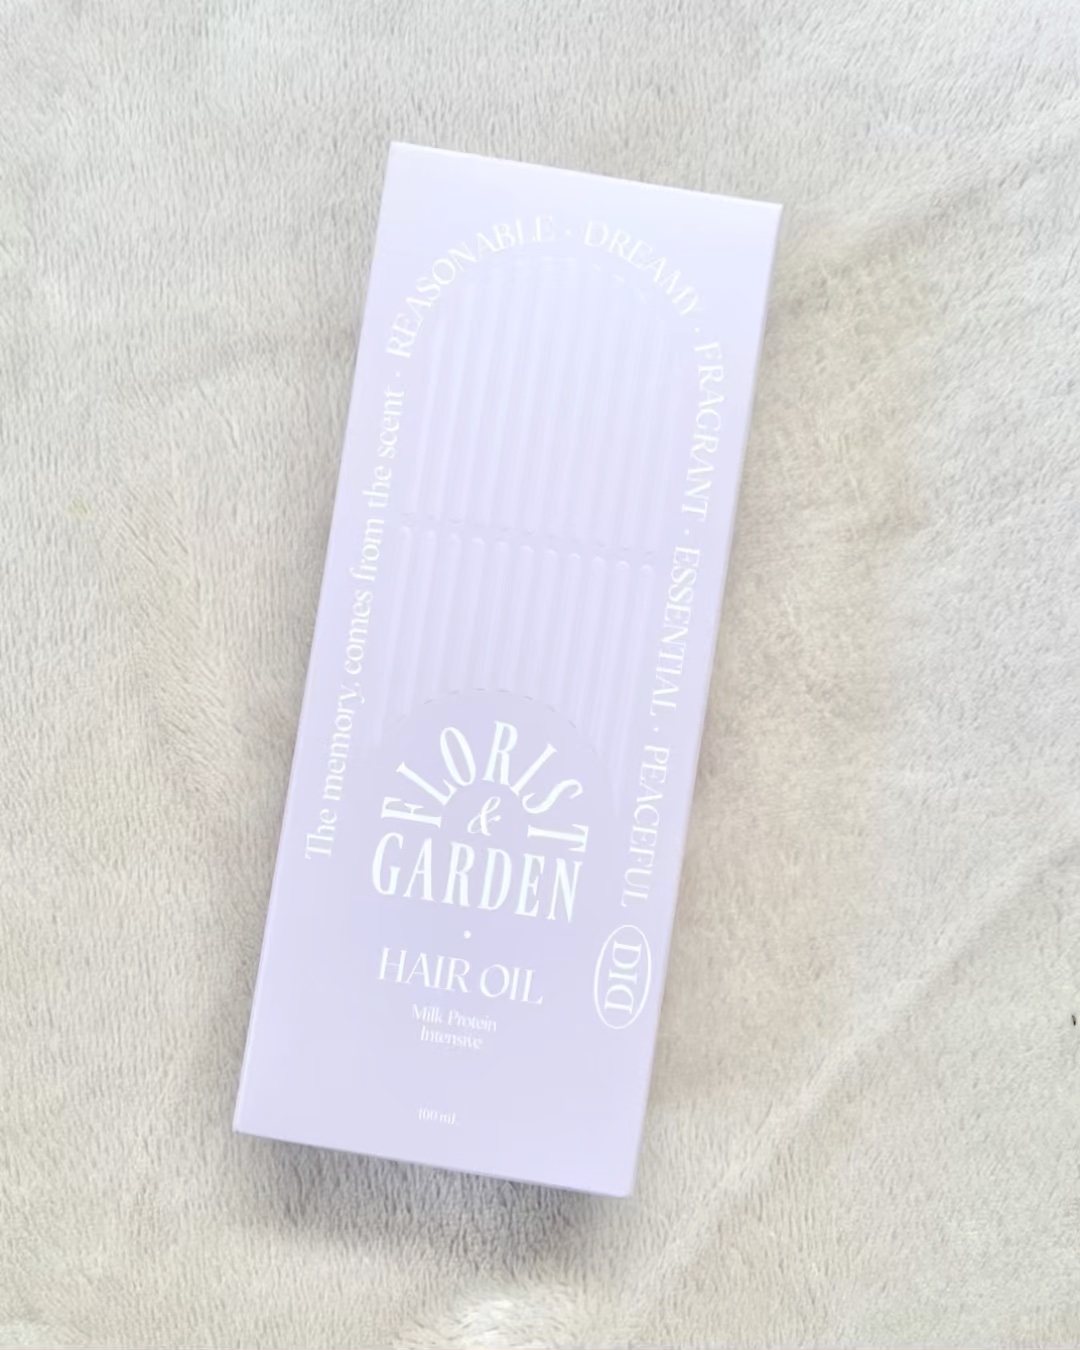 The memory, comes from the scent · REASONABLE · DREAMY · FRAGRANT · ESSENTIAL · PEACEFUL
DID
FLORIST
&
GARDEN
HAIR OIL
Milk Protein
Intensive
100 mL